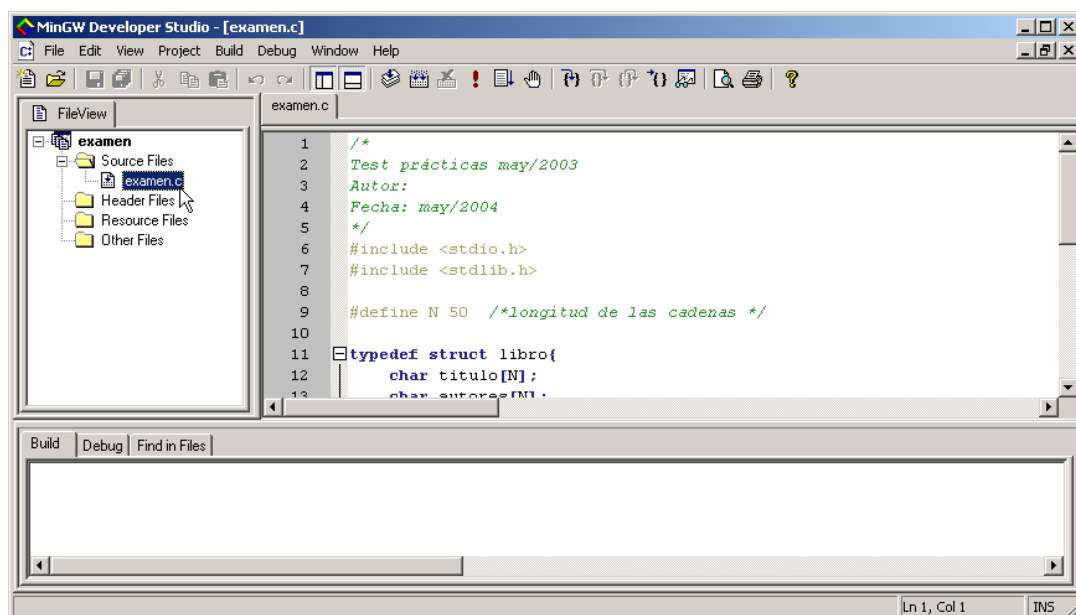 MinGW Developer Studio - [examen.c]
File Edit View Project Build Debug Window Help
FileView
examen
Source Files
examen.c
Header Files
Resource Files
Other Files
examen.c
1 /*
2 Test prácticas may/2003
3 Autor:
4 Fecha: may/2004
5 */
6 #include <stdio.h>
7 #include <stdlib.h>
8
9 #define N 50 /*longitud de las cadenas */
10
11 typedef struct libro{
12 char titulo[N];
13 char autores[N];
Build Debug Find in Files
Ln 1, Col 1 INS